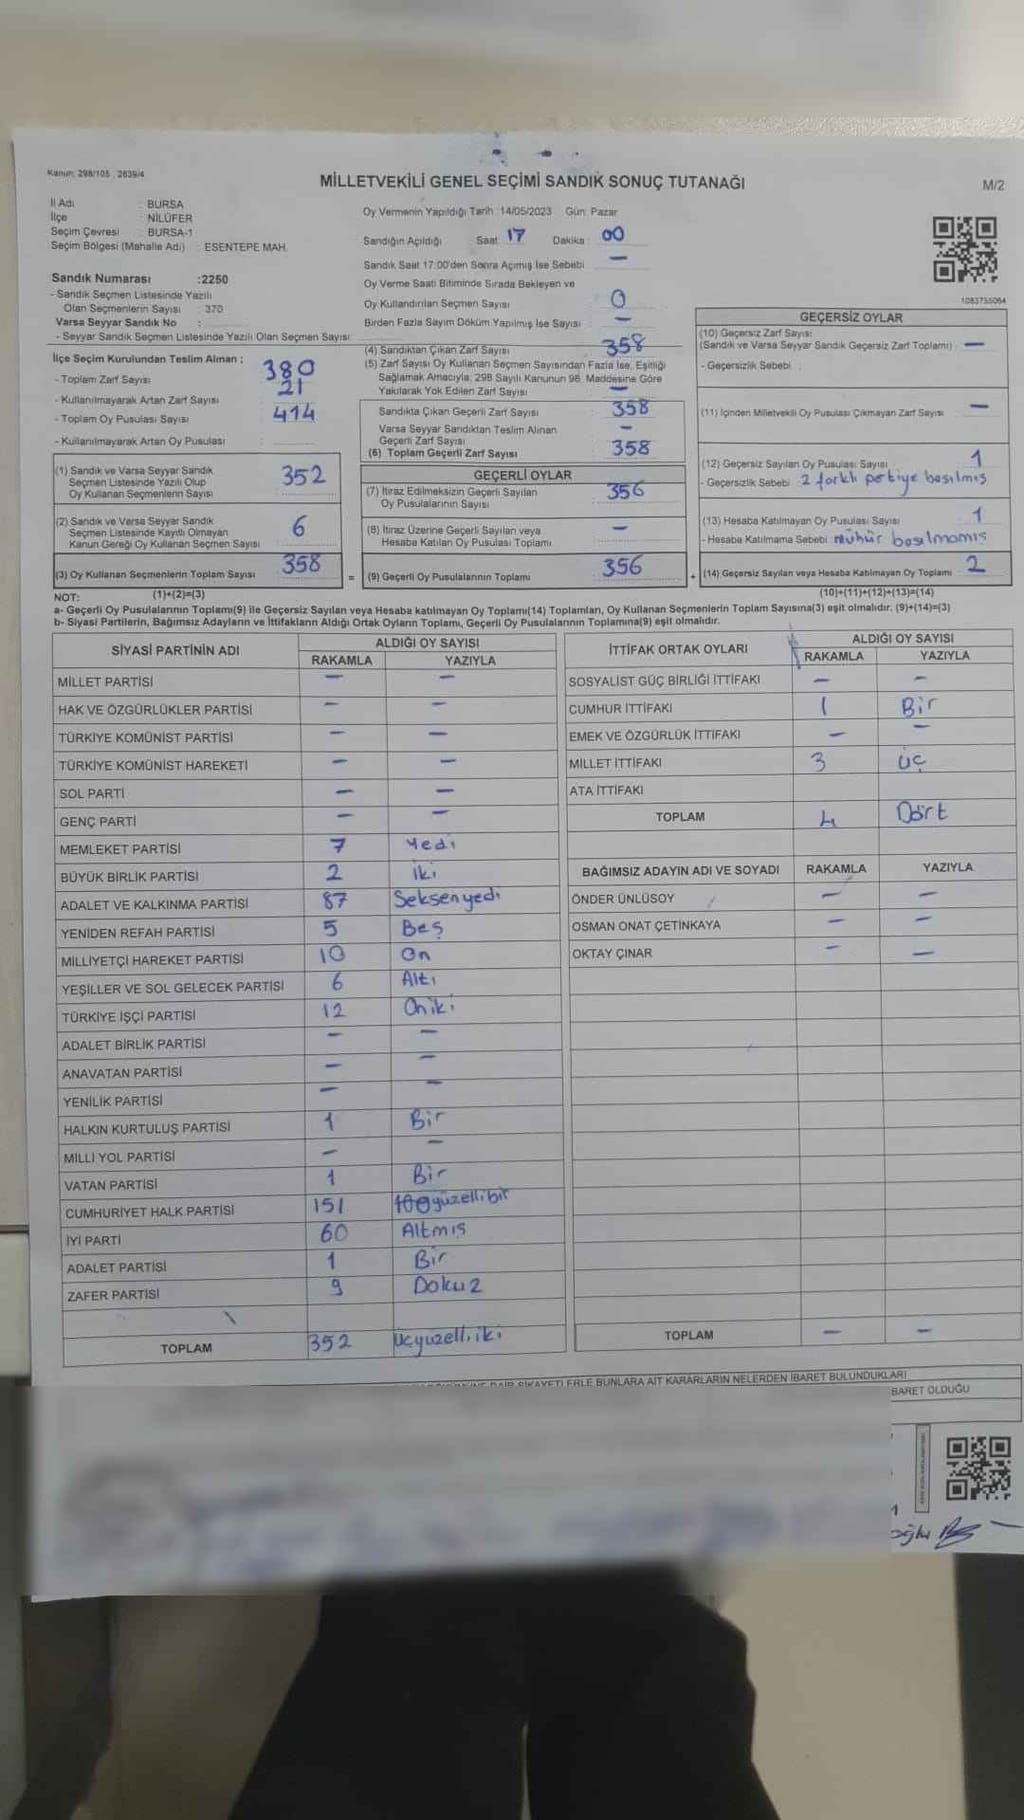 Kanun: 298/105 , 2839/4
MİLLETVEKİLİ GENEL SEÇİMİ SANDIK SONUÇ TUTANAĞI
M/2
İl Adı : BURSA
İlçe : NİLÜFER
Seçim Çevresi : BURSA-1
Seçim Bölgesi (Mahalle Adı) : ESENTEPE MAH.
Sandık Numarası :2250
- Sandık Seçmen Listesinde Yazılı
Olan Seçmenlerin Sayısı : 370
Varsa Seyyar Sandık No :
- Seyyar Sandık Seçmen Listesinde Yazılı Olan Seçmen Sayısı:
Oy Vermenin Yapıldığı Tarih :14/05/2023 Gün: Pazar
Sandığın Açıldığı Saat: 17 Dakika: 00
Sandık Saat 17:00'den Sonra Açımış İse Sebebi —
Oy Verme Saati Bitiminde Sırada Bekleyen ve
Oy Kullandırılan Seçmen Sayısı 0
Birden Fazla Sayım Döküm Yapılmış İse Sayısı —
1083755064
İlçe Seçim Kurulundan Teslim Alınan ;
- Toplam Zarf Sayısı 380
- Kullanılmayarak Artan Zarf Sayısı 21
- Toplam Oy Pusulası Sayısı 414
- Kullanılmayarak Artan Oy Pusulası
(1) Sandık ve Varsa Seyyar Sandık
Seçmen Listesinde Yazılı Olup
Oy Kullanan Seçmenlerin Sayısı 352
(2) Sandık ve Varsa Seyyar Sandık
Seçmen Listesinde Kayıtlı Olmayan
Kanun Gereği Oy Kullanan Seçmen Sayısı 6
(3) Oy Kullanan Seçmenlerin Toplam Sayısı 358
(4) Sandıktan Çıkan Zarf Sayısı 358
(5) Zarf Sayısı Oy Kullanan Seçmen Sayısından Fazla İse, Eşitliği
Sağlamak Amacıyla, 298 Sayılı Kanunun 98. Maddesine Göre
Yakılarak Yok Edilen Zarf Sayısı —
Sandıkta Çıkan Geçerli Zarf Sayısı 358
Varsa Seyyar Sandıktan Teslim Alınan
Geçerli Zarf Sayısı —
(6) Toplam Geçerli Zarf Sayısı 358
GEÇERLİ OYLAR
(7) İtiraz Edilmeksizin Geçerli Sayılan
Oy Pusulalarının Sayısı 356
(8) İtiraz Üzerine Geçerli Sayılan veya
Hesaba Katılan Oy Pusulası Toplamı —
= (9) Geçerli Oy Pusulalarının Toplamı 356
GEÇERSİZ OYLAR
(10) Geçersiz Zarf Sayısı
(Sandık ve Varsa Seyyar Sandık Geçersiz Zarf Toplamı) —
- Geçersizlik Sebebi :
(11) İçinden Milletvekili Oy Pusulası Çıkmayan Zarf Sayısı —
(12) Geçersiz Sayılan Oy Pusulası Sayısı 1
- Geçersizlik Sebebi 2 farklı partiye basılmış
(13) Hesaba Katılmayan Oy Pusulası Sayısı 1
- Hesaba Katılmama Sebebi mühür basılmamış
+ (14) Geçersiz Sayılan veya Hesaba Katılmayan Oy Toplamı 2
NOT: (1)+(2)=(3) (10)+(11)+(12)+(13)=(14)
a- Geçerli Oy Pusulalarının Toplamı(9) ile Geçersiz Sayılan veya Hesaba katılmayan Oy Toplamı(14) Toplamları, Oy Kullanan Seçmenlerin Toplam Sayısına(3) eşit olmalıdır. (9)+(14)=(3)
b- Siyasi Partilerin, Bağımsız Adayların ve İttifakların Aldığı Ortak Oyların Toplamı, Geçerli Oy Pusulalarının Toplamına(9) eşit olmalıdır.
SİYASİ PARTİNİN ADI ALDIĞI OY SAYISI
RAKAMLA YAZIYLA
MİLLET PARTİSİ — —
HAK VE ÖZGÜRLÜKLER PARTİSİ — —
TÜRKİYE KOMÜNİST PARTİSİ — —
TÜRKİYE KOMÜNİST HAREKETİ — —
SOL PARTİ — —
GENÇ PARTİ — —
MEMLEKET PARTİSİ 7 Yedi
BÜYÜK BİRLİK PARTİSİ 2 iki
ADALET VE KALKINMA PARTİSİ 87 Seksenyedi
YENİDEN REFAH PARTİSİ 5 Beş
MİLLİYETÇİ HAREKET PARTİSİ 10 On
YEŞİLLER VE SOL GELECEK PARTİSİ 6 Altı
TÜRKİYE İŞÇİ PARTİSİ 12 Oniki
ADALET BİRLİK PARTİSİ — —
ANAVATAN PARTİSİ — —
YENİLİK PARTİSİ — —
HALKIN KURTULUŞ PARTİSİ 1 Bir
MİLLİ YOL PARTİSİ — —
VATAN PARTİSİ 1 Bir
CUMHURİYET HALK PARTİSİ 151 yüzellibir
İYİ PARTİ 60 Altmış
ADALET PARTİSİ 1 Bir
ZAFER PARTİSİ 9 Dokuz
TOPLAM 352 üçyüzelliiki
İTTİFAK ORTAK OYLARI ALDIĞI OY SAYISI
RAKAMLA YAZIYLA
SOSYALİST GÜÇ BİRLİĞİ İTTİFAKI — —
CUMHUR İTTİFAKI 1 Bir
EMEK VE ÖZGÜRLÜK İTTİFAKI — —
MİLLET İTTİFAKI 3 üç
ATA İTTİFAKI
TOPLAM 4 Dört
BAĞIMSIZ ADAYIN ADI VE SOYADI RAKAMLA YAZIYLA
ÖNDER ÜNLÜSOY — —
OSMAN ONAT ÇETİNKAYA — —
OKTAY ÇINAR — —
TOPLAM — —
DAİR ŞİKAYETLERLE BUNLARA AİT KARARLARIN NELERDEN İBARET BULUNDUKLARI
BARET OLDUĞU